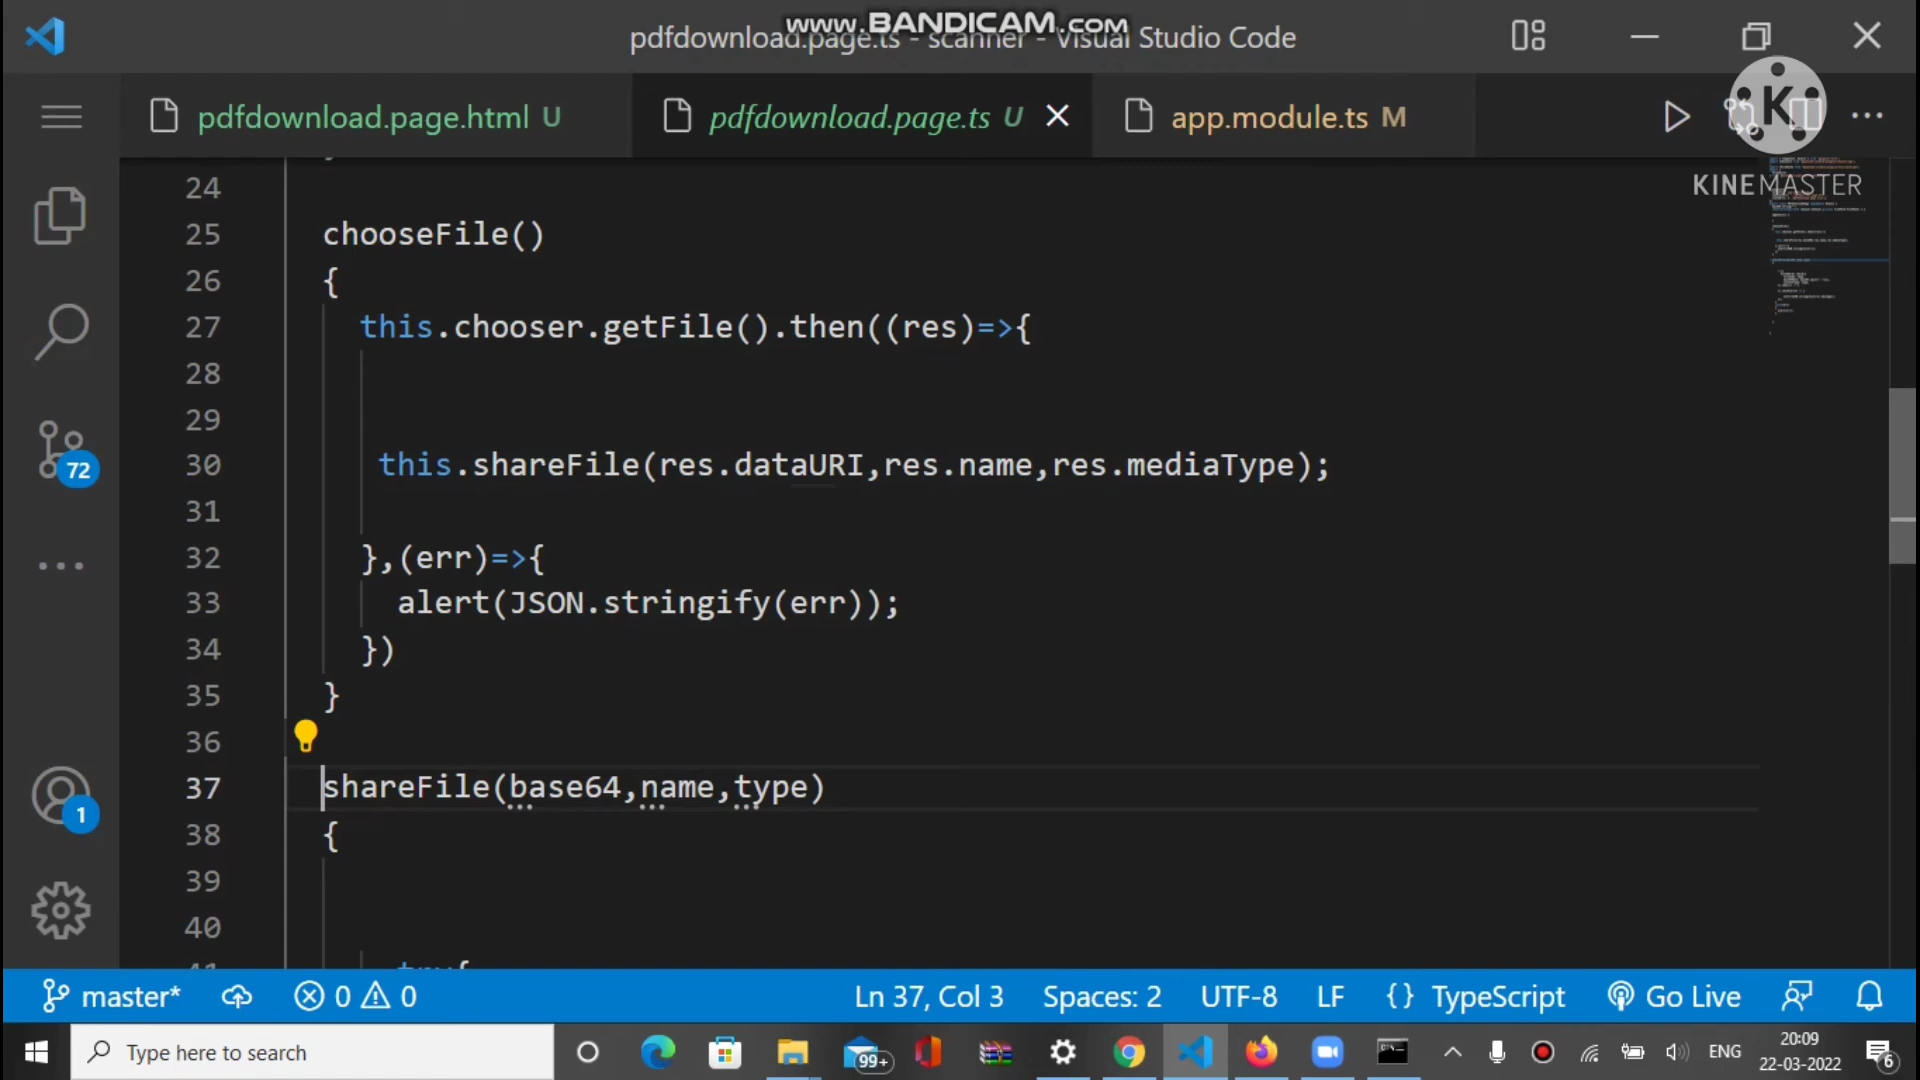 www.BANDICAM.com
pdfdownload.page.ts - scanner - Visual Studio Code
pdfdownload.page.html U
pdfdownload.page.ts U
app.module.ts M
K
KINEMASTER
24
25 chooseFile()
26 {
27 this.chooser.getFile().then((res)=>{
28
29
30 this.shareFile(res.dataURI,res.name,res.mediaType);
31
32 },(err)=>{
33 alert(JSON.stringify(err));
34 })
35 }
36
37 shareFile(base64,name,type)
38 {
39
40
41 try{
72
1
master* 0 0 Ln 37, Col 3 Spaces: 2 UTF-8 LF {} TypeScript Go Live
Type here to search
99+
ENG
20:09
22-03-2022
6